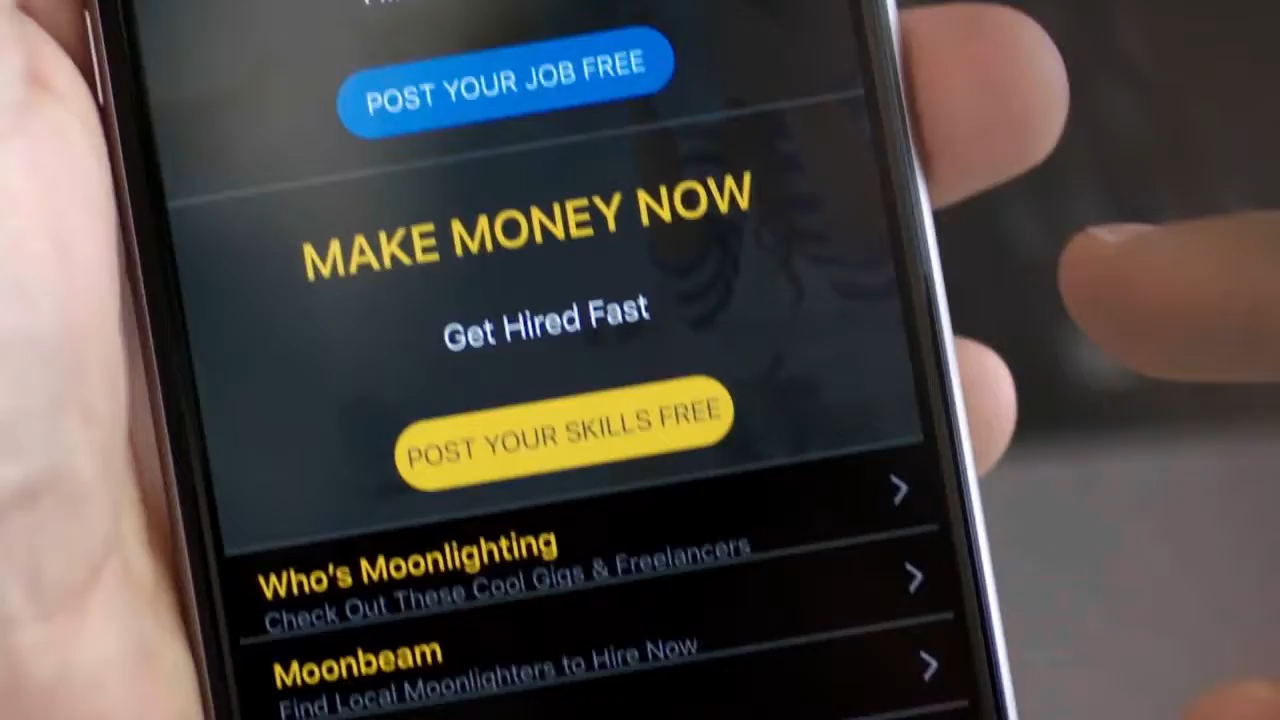 POST YOUR JOB FREE
MAKE MONEY NOW
Get Hired Fast
POST YOUR SKILLS FREE
Who's Moonlighting
Check Out These Cool Gigs & Freelancers
Moonbeam
Find Local Moonlighters to Hire Now